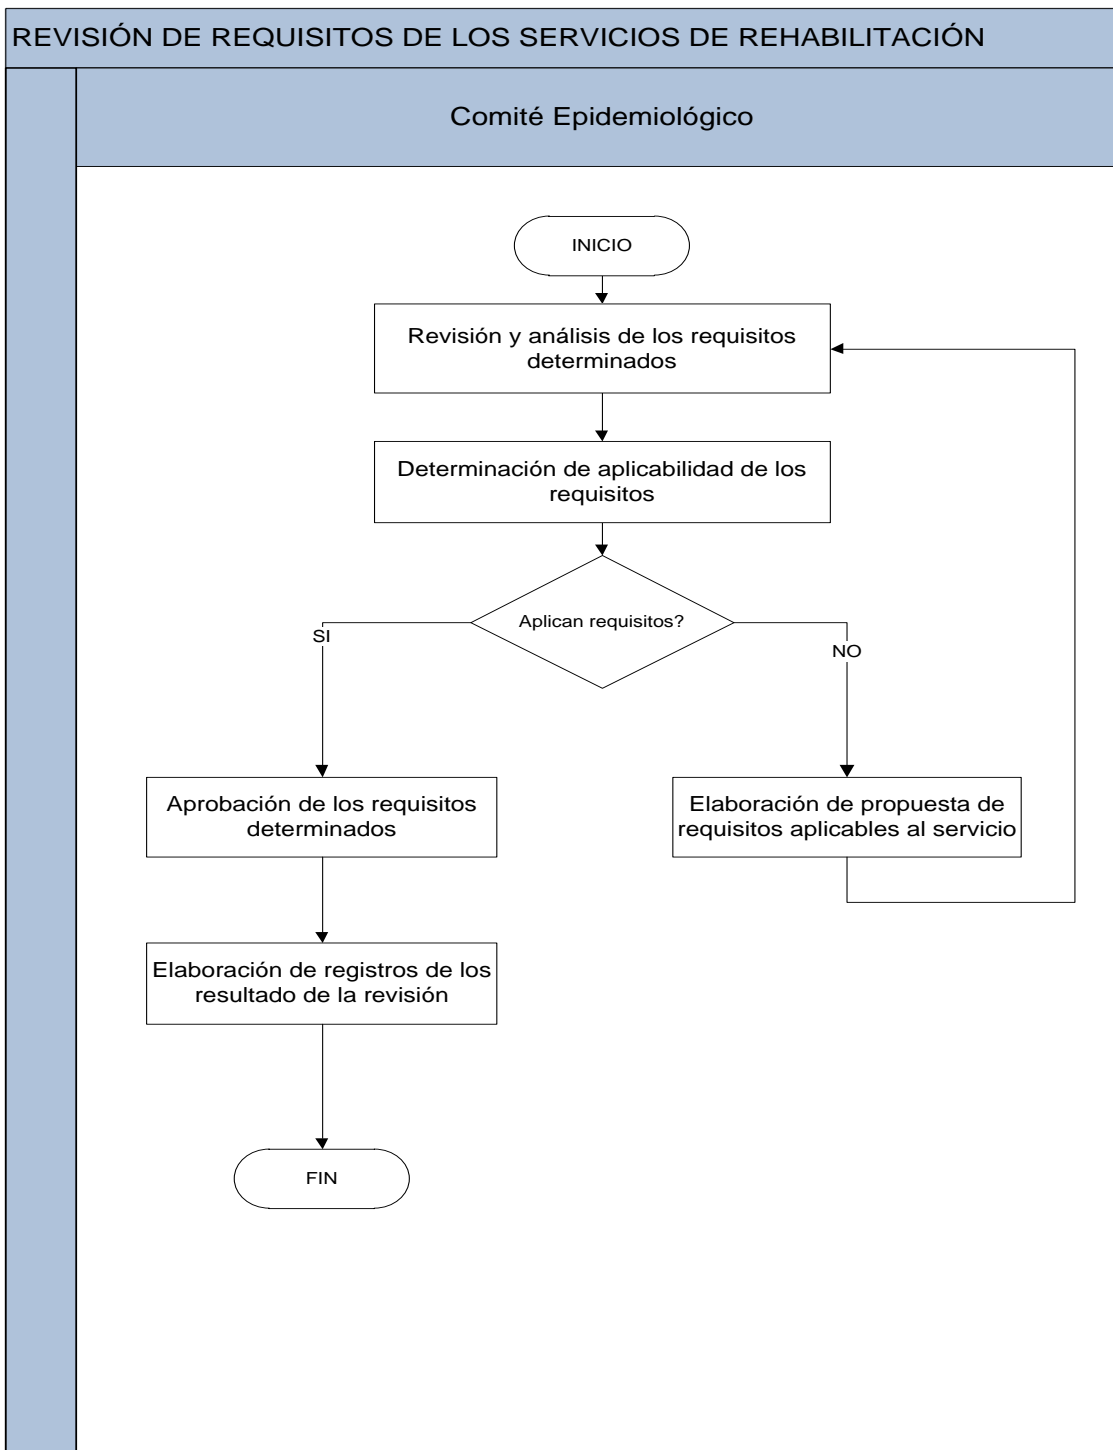 REVISIÓN DE REQUISITOS DE LOS SERVICIOS DE REHABILITACIÓN
Comité Epidemiológico
INICIO
Revisión y análisis de los requisitos
determinados
Determinación de aplicabilidad de los
requisitos
Aplican requisitos?
SI
NO
Aprobación de los requisitos
determinados
Elaboración de propuesta de
requisitos aplicables al servicio
Elaboración de registros de los
resultado de la revisión
FIN